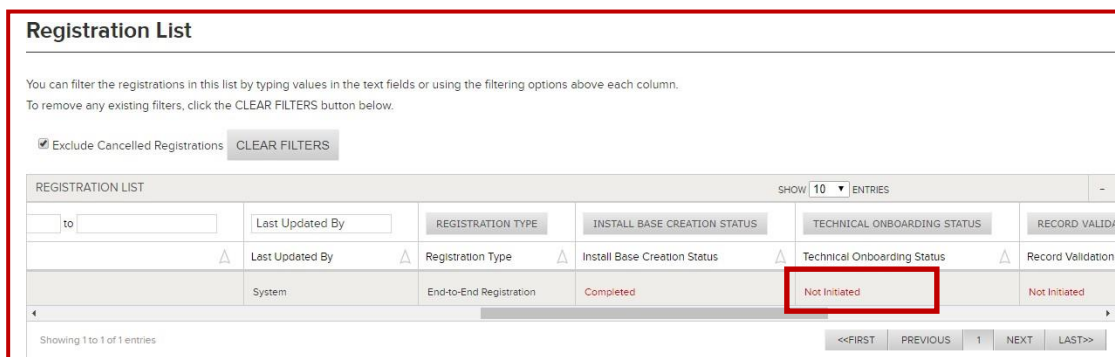 Registration List
You can filter the registrations in this list by typing values in the text fields or using the filtering options above each column.
To remove any existing filters, click the CLEAR FILTERS button below.
Exclude Cancelled Registrations CLEAR FILTERS
REGISTRATION LIST SHOW 10 ENTRIES -
to Last Updated By REGISTRATION TYPE INSTALL BASE CREATION STATUS TECHNICAL ONBOARDING STATUS RECORD VALIDA
Last Updated By Registration Type Install Base Creation Status Technical Onboarding Status Record Validation
System End-to-End Registration Completed Not Initiated Not Initiated
Showing 1 to 1 of 1 entries <<FIRST PREVIOUS 1 NEXT LAST>>